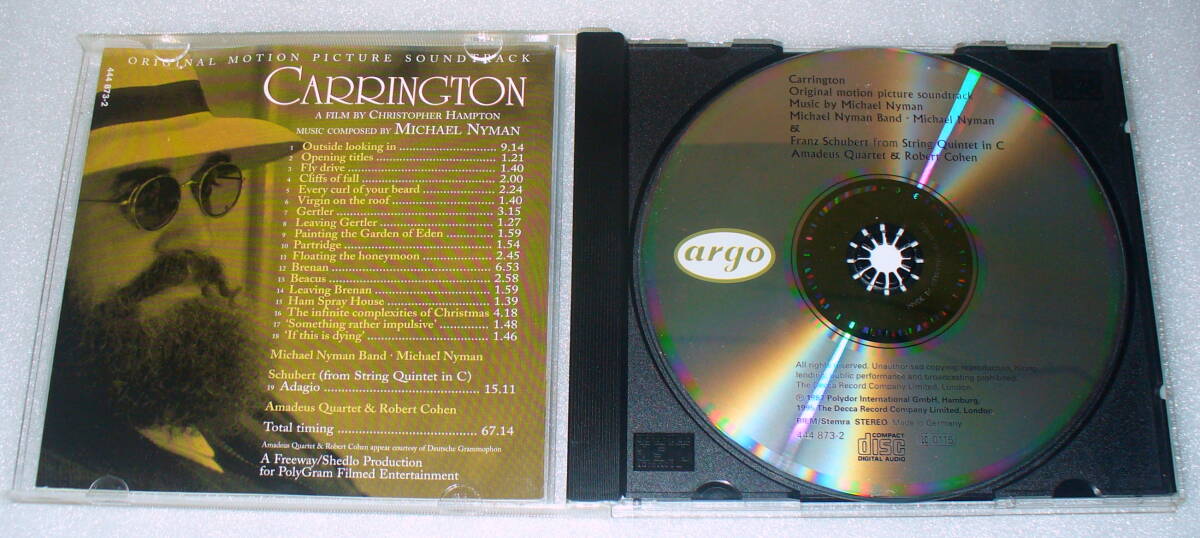 444 873-2
ORIGINAL MOTION PICTURE SOUNDTRACK
CARRINGTON
A FILM BY CHRISTOPHER HAMPTON
MUSIC COMPOSED BY MICHAEL NYMAN
1 Outside looking in 9.14
2 Opening titles 1.21
3 Fly drive 1.40
4 Cliffs of fall 2.00
5 Every curl of your beard 2.24
6 Virgin on the roof 1.40
7 Gertler 3.15
8 Leaving Gertler 1.27
9 Painting the Garden of Eden 1.59
10 Partridge 1.54
11 Floating the honeymoon 2.45
12 Brenan 6.53
13 Beacus 2.58
14 Leaving Brenan 1.59
15 Ham Spray House 1.39
16 The infinite complexities of Christmas 4.18
17 ‘Something rather impulsive’ 1.48
18 ‘If this is dying’ 1.46
Michael Nyman Band · Michael Nyman
Schubert (from String Quintet in C)
19 Adagio 15.11
Amadeus Quartet & Robert Cohen
Total timing 67.14
Amadeus Quartet & Robert Cohen appear courtesy of Deutsche Grammophon
A Freeway/Shedlo Production
for PolyGram Filmed Entertainment
Carrington
Original motion picture soundtrack
Music by Michael Nyman
Michael Nyman Band · Michael Nyman
&
Franz Schubert from String Quintet in C
Amadeus Quartet & Robert Cohen
argo
All rights reserved. Unauthorised copying, reproduction, hiring,
lending, public performance and broadcasting prohibited.
The Decca Record Company Limited, London
℗ 1987 Polydor International GmbH, Hamburg,
1995 The Decca Record Company Limited, London
BIEM/Stemra STEREO Made in Germany
444 873-2
COMPACT
disc
DIGITAL AUDIO
LC 0115